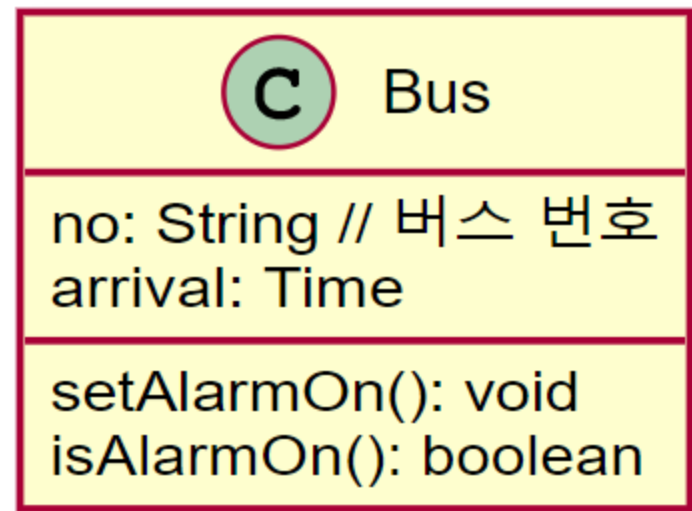 C Bus
no: String // 버스 번호
arrival: Time
setAlarmOn(): void
isAlarmOn(): boolean